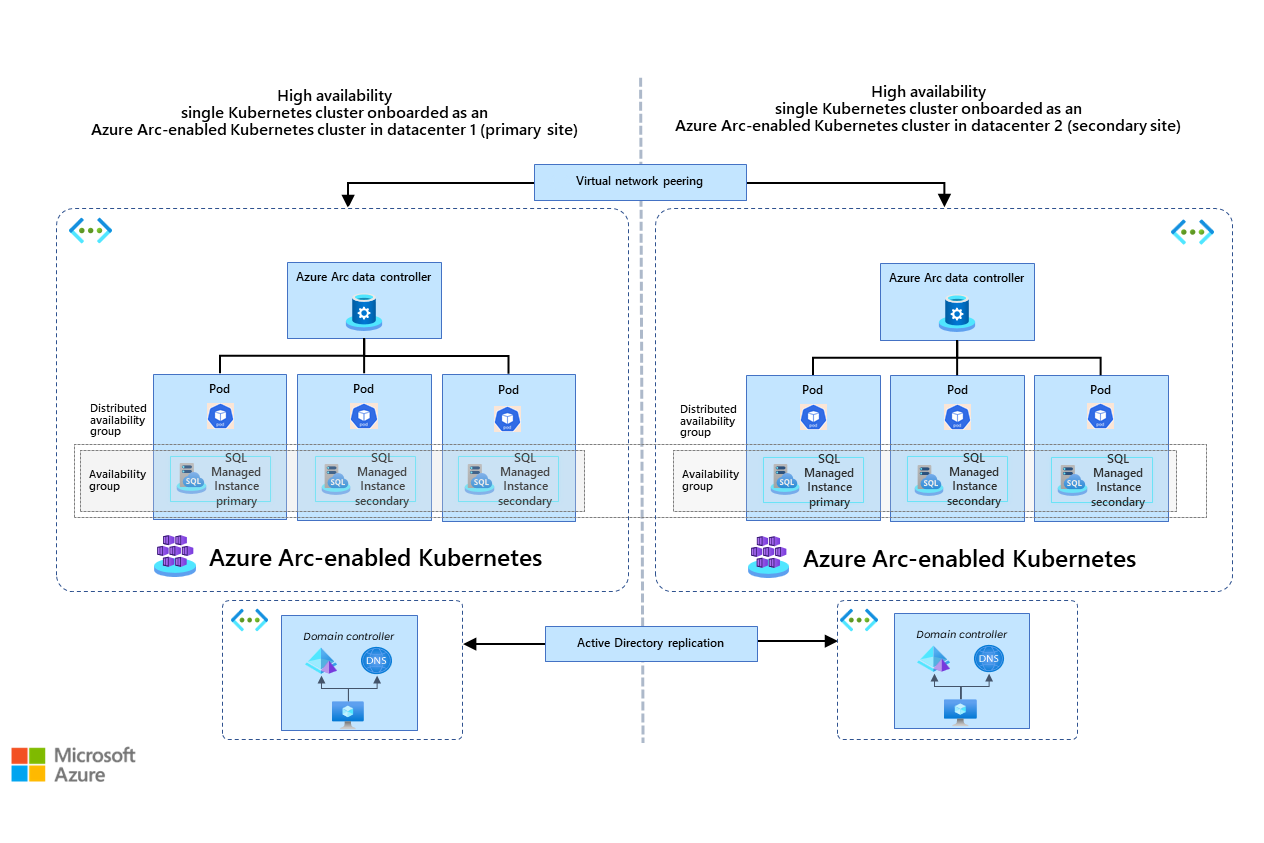 High availability
single Kubernetes cluster onboarded as an
Azure Arc-enabled Kubernetes cluster in datacenter 1 (primary site)
High availability
single Kubernetes cluster onboarded as an
Azure Arc-enabled Kubernetes cluster in datacenter 2 (secondary site)
Virtual network peering
Azure Arc data controller
Pod
Pod
Pod
pod
pod
pod
Distributed
availability
group
Availability
group
SQL
SQL
Managed
Instance
primary
SQL
SQL
Managed
Instance
secondary
SQL
SQL
Managed
Instance
secondary
Azure Arc-enabled Kubernetes
Azure Arc data controller
Pod
Pod
Pod
pod
pod
pod
Distributed
availability
group
Availability
group
SQL
SQL
Managed
Instance
primary
SQL
SQL
Managed
Instance
secondary
SQL
SQL
Managed
Instance
secondary
Azure Arc-enabled Kubernetes
Domain controller
DNS
Active Directory replication
Domain controller
DNS
Microsoft
Azure